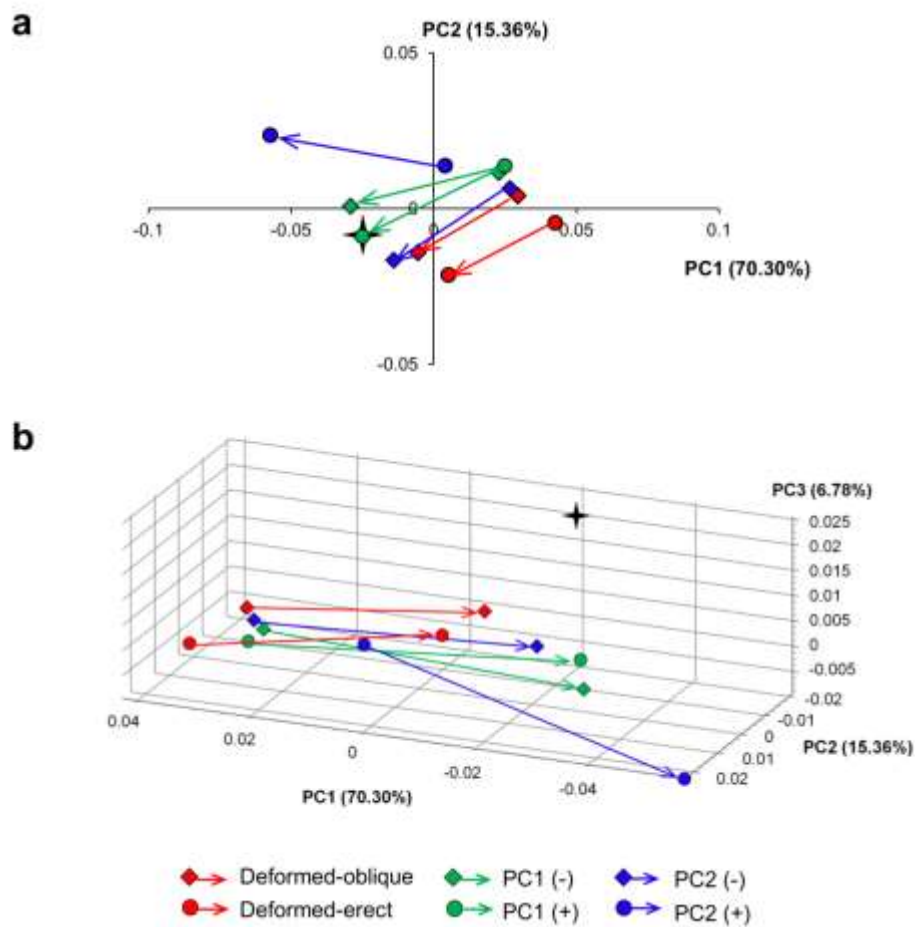 a
PC2 (15.36%)
0.05
-0.1 -0.05 0 0 0.05 0.1
PC1 (70.30%)
-0.05
b
PC3 (6.78%)
0.025
0.02
0.015
0.01
0.005
0
-0.005
-0.02
-0.01
0
0.01
0.02
PC2 (15.36%)
0.04
0.02
0
-0.02
-0.04
PC1 (70.30%)
Deformed-oblique PC1 (-) PC2 (-)
Deformed-erect PC1 (+) PC2 (+)